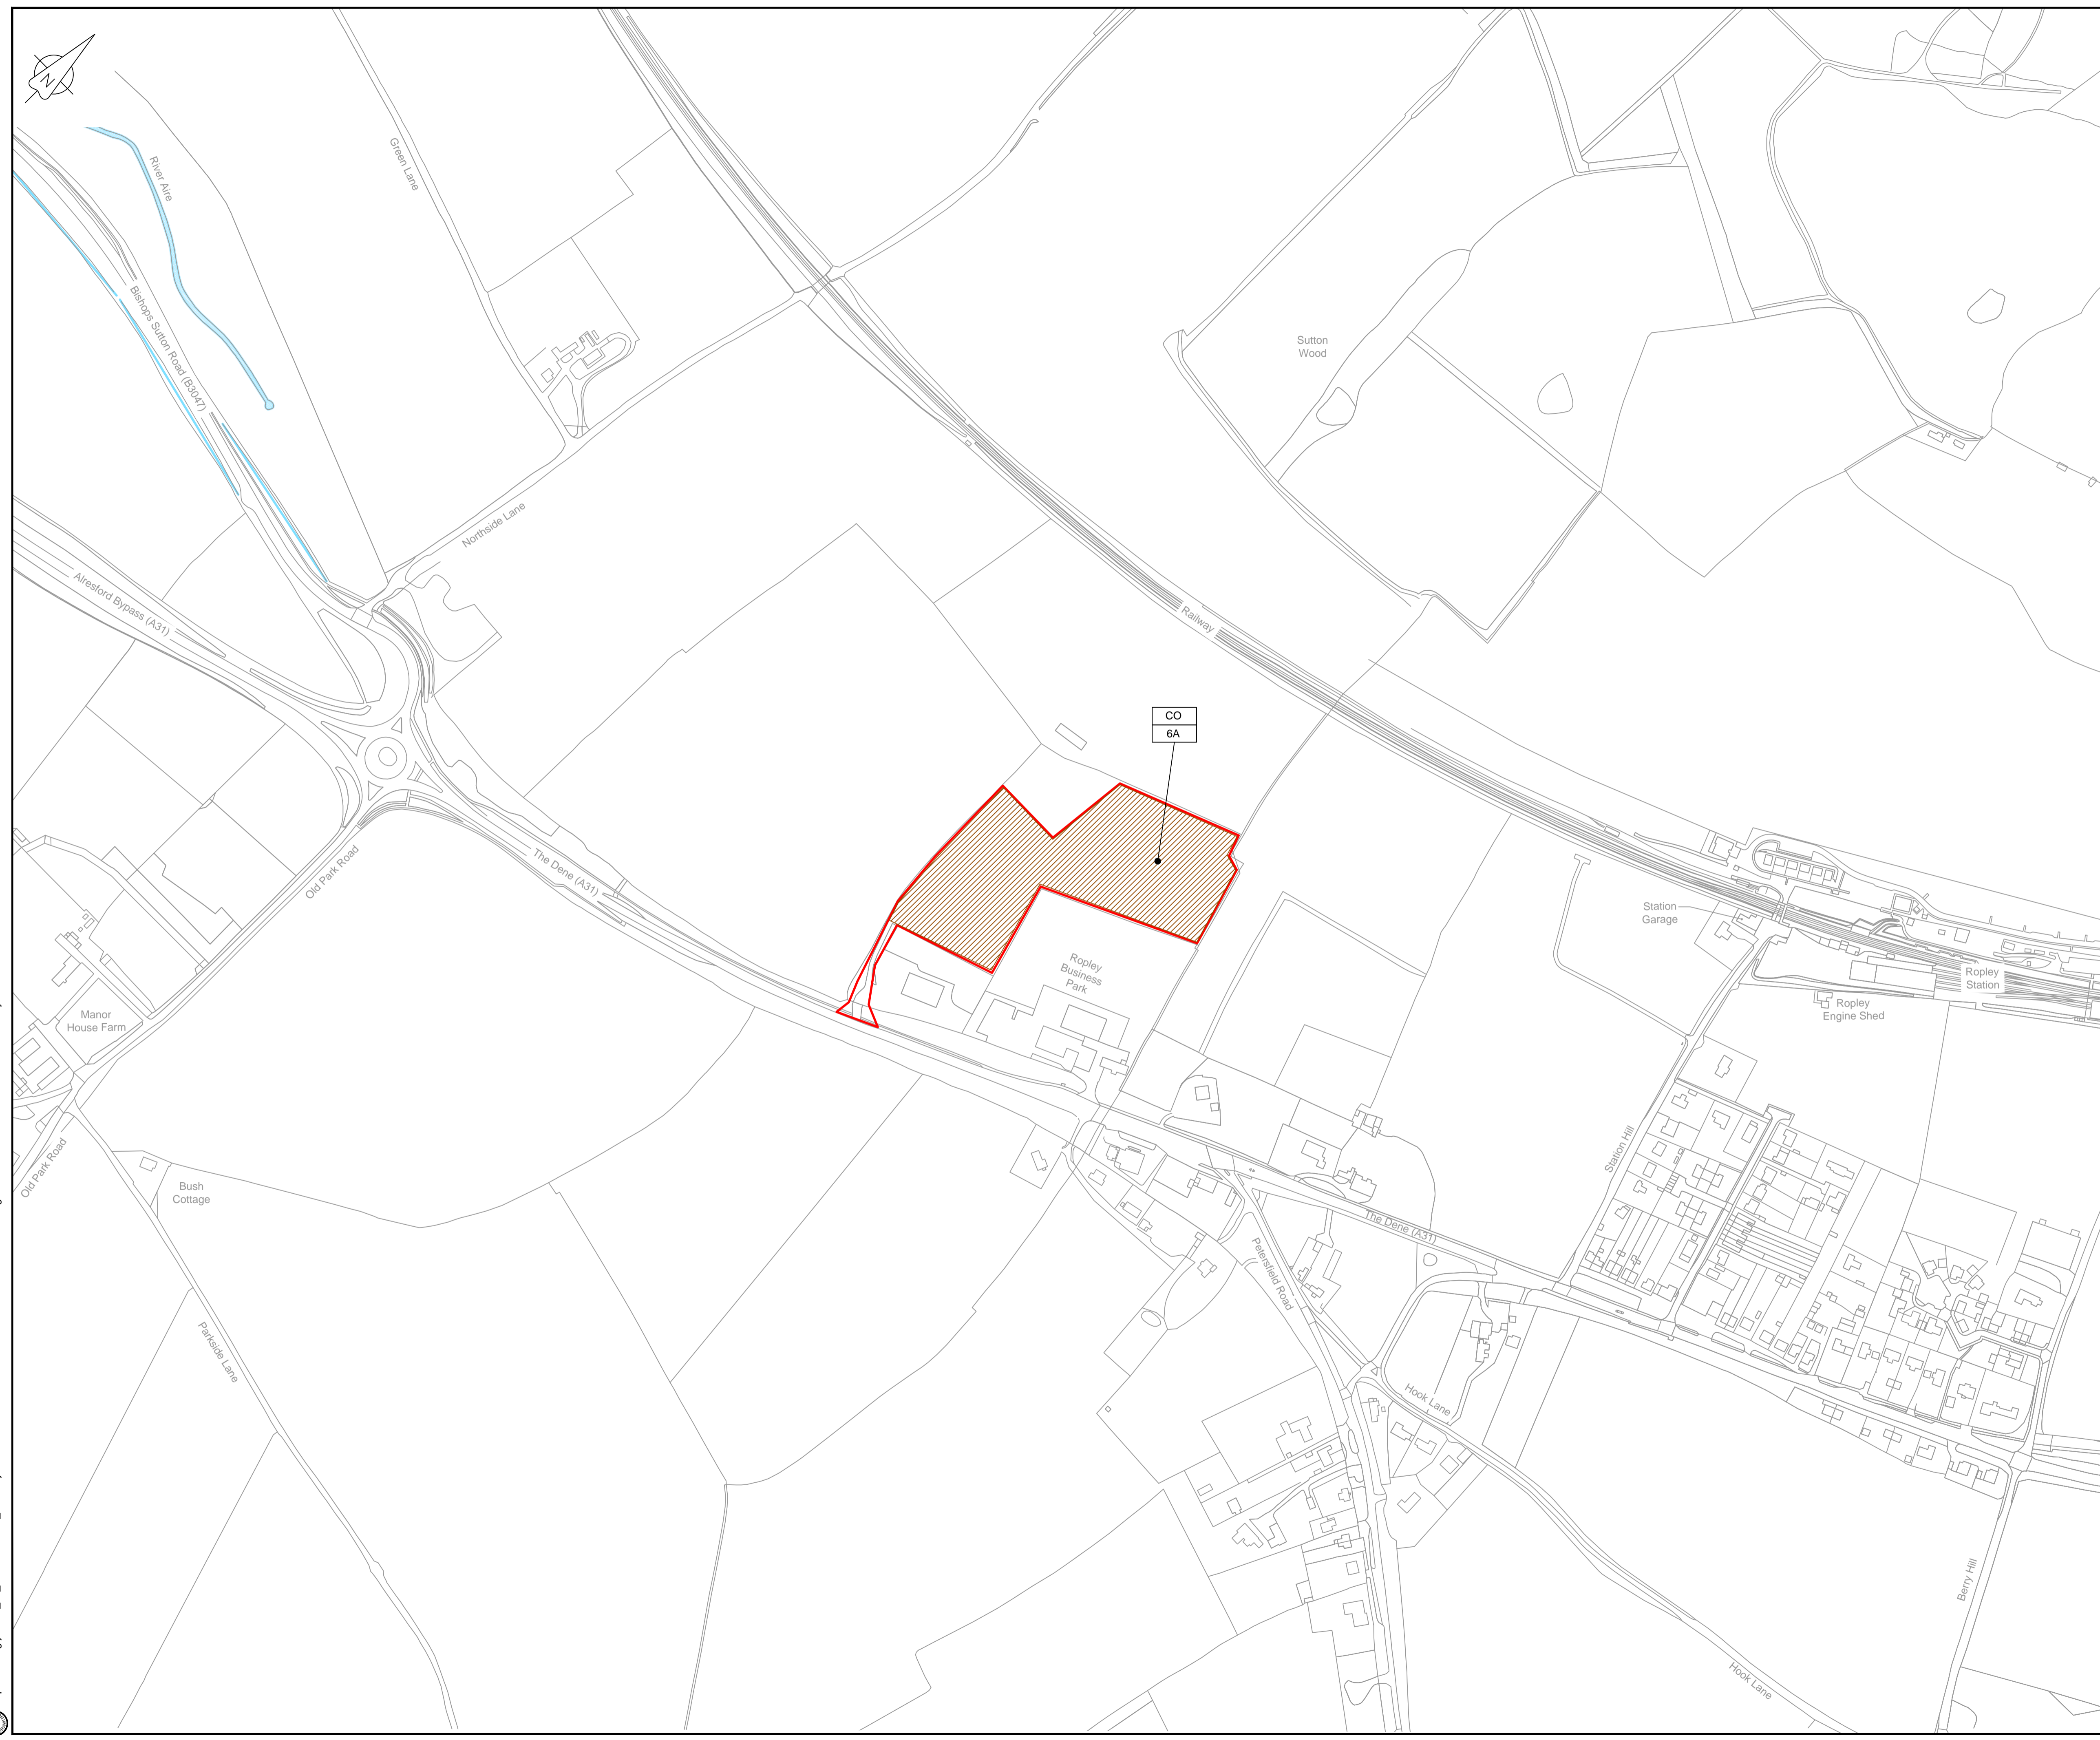 N
River Aire
Green Lane
Bishops Sutton Road (B3047)
Sutton
Wood
Northside Lane
Alresford Bypass (A31)
Railway
CO
6A
Old Park Road
The Dene (A31)
Station
Garage
Ropley
Business
Park
Ropley
Station
Manor
House Farm
Ropley
Engine Shed
Old Park Road
Bush
Cottage
Station Hill
The Dene (A31)
Petersfield Road
Parkside Lane
Hook Lane
Berry Hill
Hook Lane